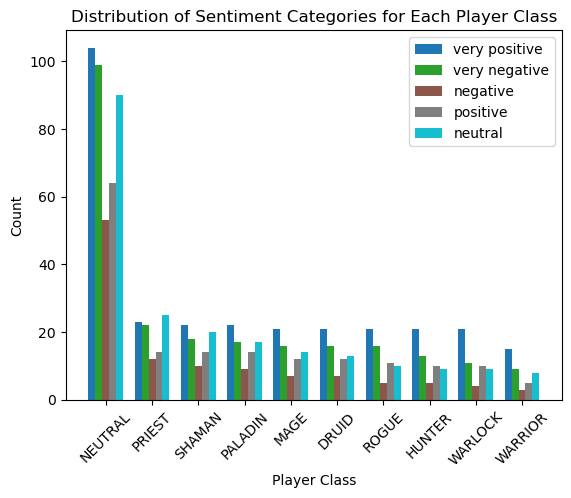 Distribution of Sentiment Categories for Each Player Class
very positive
very negative
negative
positive
neutral
Count
100
80
60
40
20
0
NEUTRAL
PRIEST
SHAMAN
PALADIN
MAGE
DRUID
ROGUE
HUNTER
WARLOCK
WARRIOR
Player Class